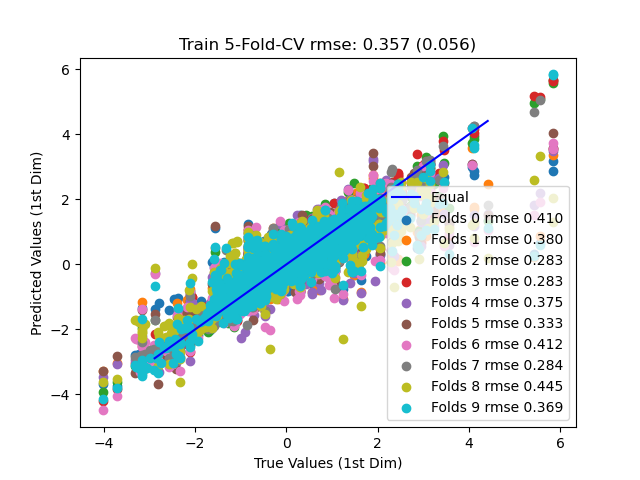 Train 5-Fold-CV rmse: 0.357 (0.056)
6
4
2
0
−2
−4
Predicted Values (1st Dim)
Equal
Folds 0 rmse 0.410
Folds 1 rmse 0.380
Folds 2 rmse 0.283
Folds 3 rmse 0.283
Folds 4 rmse 0.375
Folds 5 rmse 0.333
Folds 6 rmse 0.412
Folds 7 rmse 0.284
Folds 8 rmse 0.445
Folds 9 rmse 0.369
−4 −2 0 2 4 6
True Values (1st Dim)